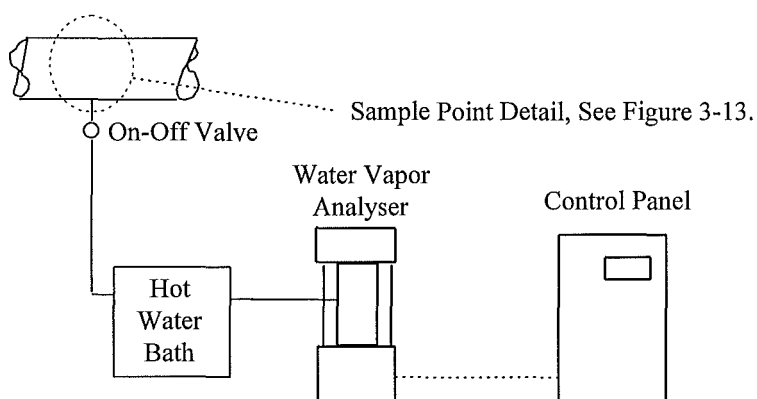 Sample Point Detail, See Figure 3-13.
On-Off Valve
Water Vapor
Analyser
Control Panel
Hot
Water
Bath